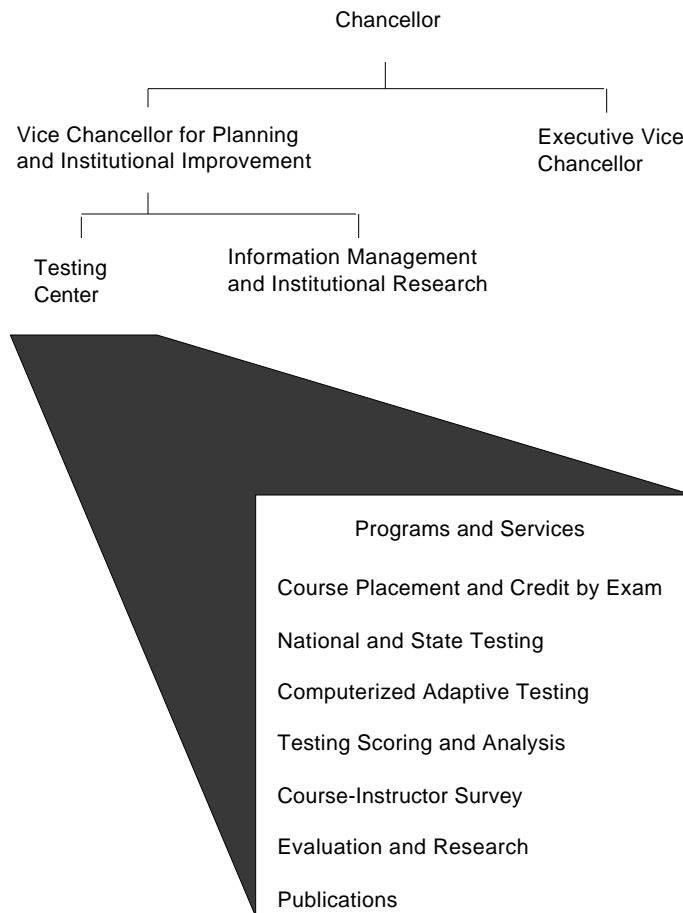 Chancellor
Vice Chancellor for Planning
and Institutional Improvement
Executive Vice
Chancellor
Testing
Center
Information Management
and Institutional Research
Programs and Services
Course Placement and Credit by Exam
National and State Testing
Computerized Adaptive Testing
Testing Scoring and Analysis
Course-Instructor Survey
Evaluation and Research
Publications